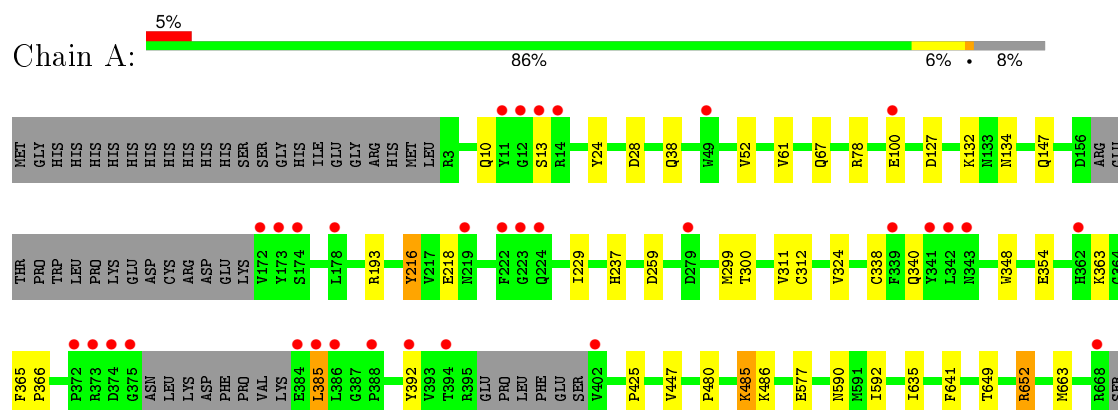 5%
Chain A:
86% 6% • 8%
MET GLY HIS HIS HIS HIS HIS HIS HIS HIS HIS HIS SER SER GLY HIS ILE GLU GLY ARG HIS MET LEU R3 Q10 Y11 G12 S13 R14 Y24 D28 Q38 W49 V52 V61 Q67 R78 E100 D127 K132 N133 N134 Q147 D156 ARG GLU
THR PRO TRP LEU PRO LYS GLU ASP CYS ARG ASP GLU LYS V172 Y173 S174 L178 R193 Y216 V217 E218 N219 F222 G223 Q224 I229 H237 D259 D279 M299 T300 V311 C312 V324 C338 F339 Q340 Y341 L342 N343 W348 E354 H362 K363 C364
F365 P366 P372 R373 D374 G375 ASN LEU LYS ASP PHE PRO VAL LYS E384 L385 L386 G387 P388 Y392 V393 T394 R395 GLU PRO LEU PHE GLU SER V402 P425 V447 P480 K485 K486 E577 N590 M591 I592 I635 F641 T649 R652 M663 R668